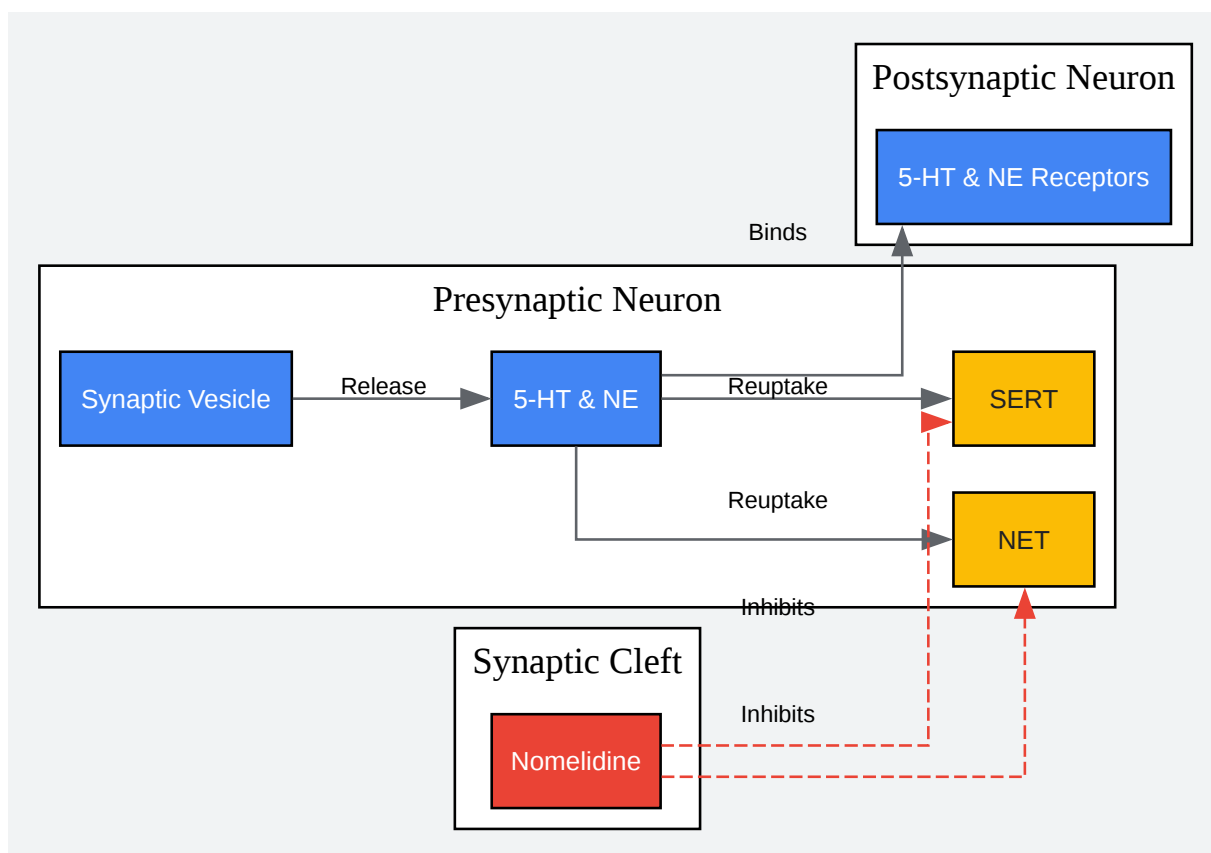 Postsynaptic Neuron
5-HT & NE Receptors
Binds
Presynaptic Neuron
Synaptic Vesicle
Release
5-HT & NE
Reuptake
SERT
Reuptake
NET
Inhibits
Synaptic Cleft
Inhibits
Nomelidine